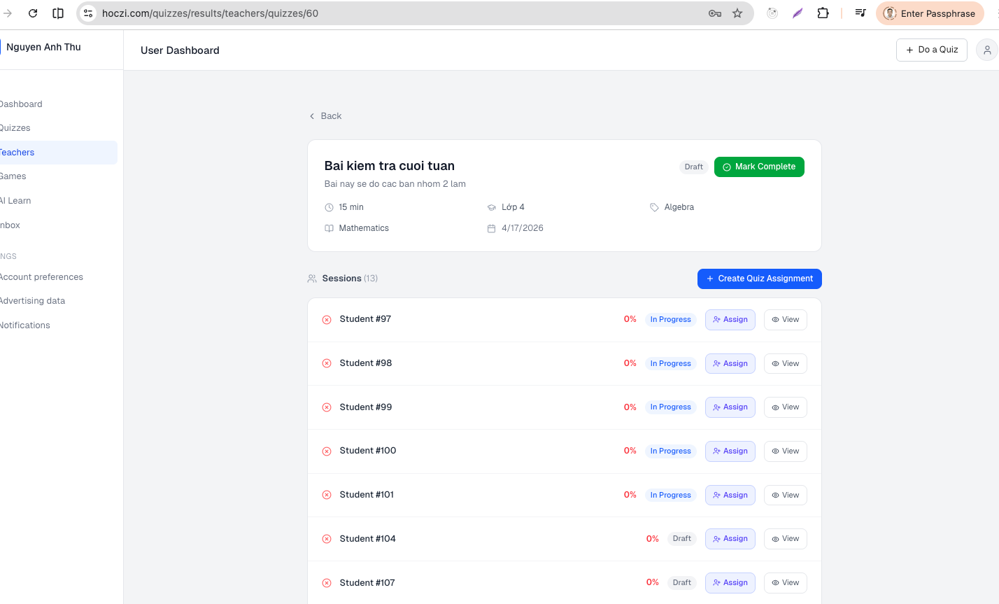 hoczi.com/quizzes/results/teachers/quizzes/60
Enter Passphrase
Nguyen Anh Thu
User Dashboard
+ Do a Quiz
Dashboard
Quizzes
Teachers
Games
AI Learn
Inbox
NGS
Account preferences
Advertising data
Notifications
Back
Bai kiem tra cuoi tuan
Draft
Mark Complete
Bai nay se do cac ban nhom 2 lam
15 min
Lớp 4
Algebra
Mathematics
4/17/2026
Sessions (13)
+ Create Quiz Assignment
Student #97 0% In Progress Assign View
Student #98 0% In Progress Assign View
Student #99 0% In Progress Assign View
Student #100 0% In Progress Assign View
Student #101 0% In Progress Assign View
Student #104 0% Draft Assign View
Student #107 0% Draft Assign View